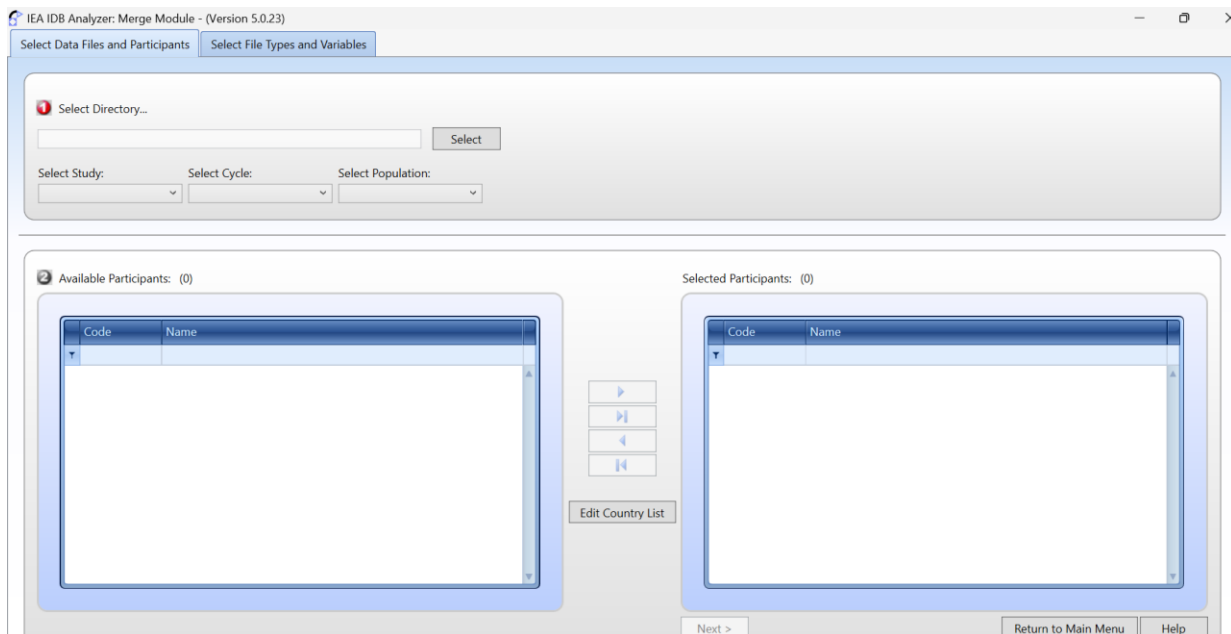 IEA IDB Analyzer: Merge Module - (Version 5.0.23)
Select Data Files and Participants Select File Types and Variables
1 Select Directory...
Select
Select Study: Select Cycle: Select Population:
2 Available Participants: (0) Selected Participants: (0)
Code Name Code Name
Edit Country List
Next > Return to Main Menu Help